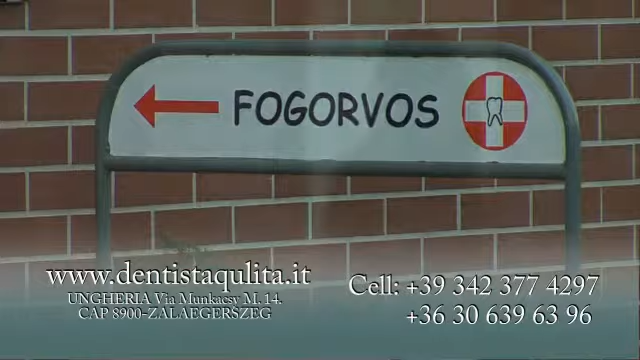 FOGORVOS
www.dentistaqulita.it
UNGHERIA Via Munkacsy M. 14.
CAP 8900-ZALAEGERSZEG
Cell: +39 342 377 4297
+36 30 639 63 96